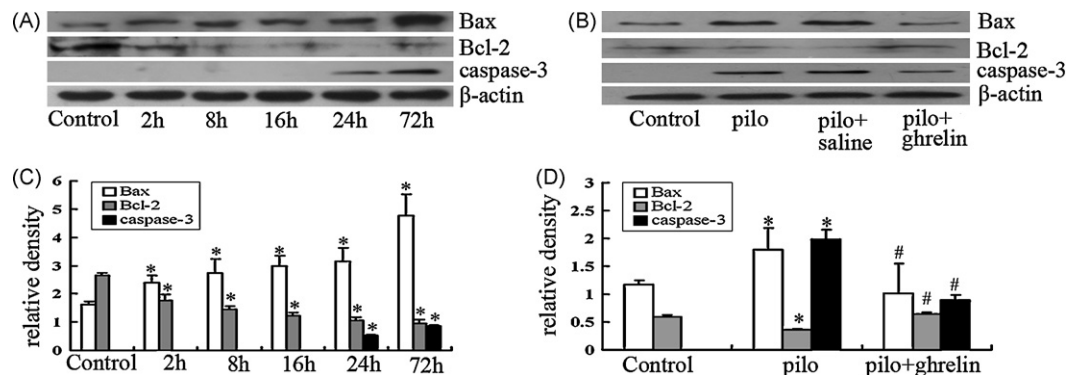 (A)
Bax
Bcl-2
caspase-3
β-actin
Control 2h 8h 16h 24h 72h
(B)
Bax
Bcl-2
caspase-3
β-actin
Control pilo pilo+ saline pilo+ ghrelin
(C)
relative density
6
5
4
3
2
1
0
Bax
Bcl-2
caspase-3
* * * * * * * * * * * *
Control 2h 8h 16h 24h 72h
(D)
relative density
3
2.5
2
1.5
1
0.5
0
Bax
Bcl-2
caspase-3
* * * # # #
Control pilo pilo+ghrelin